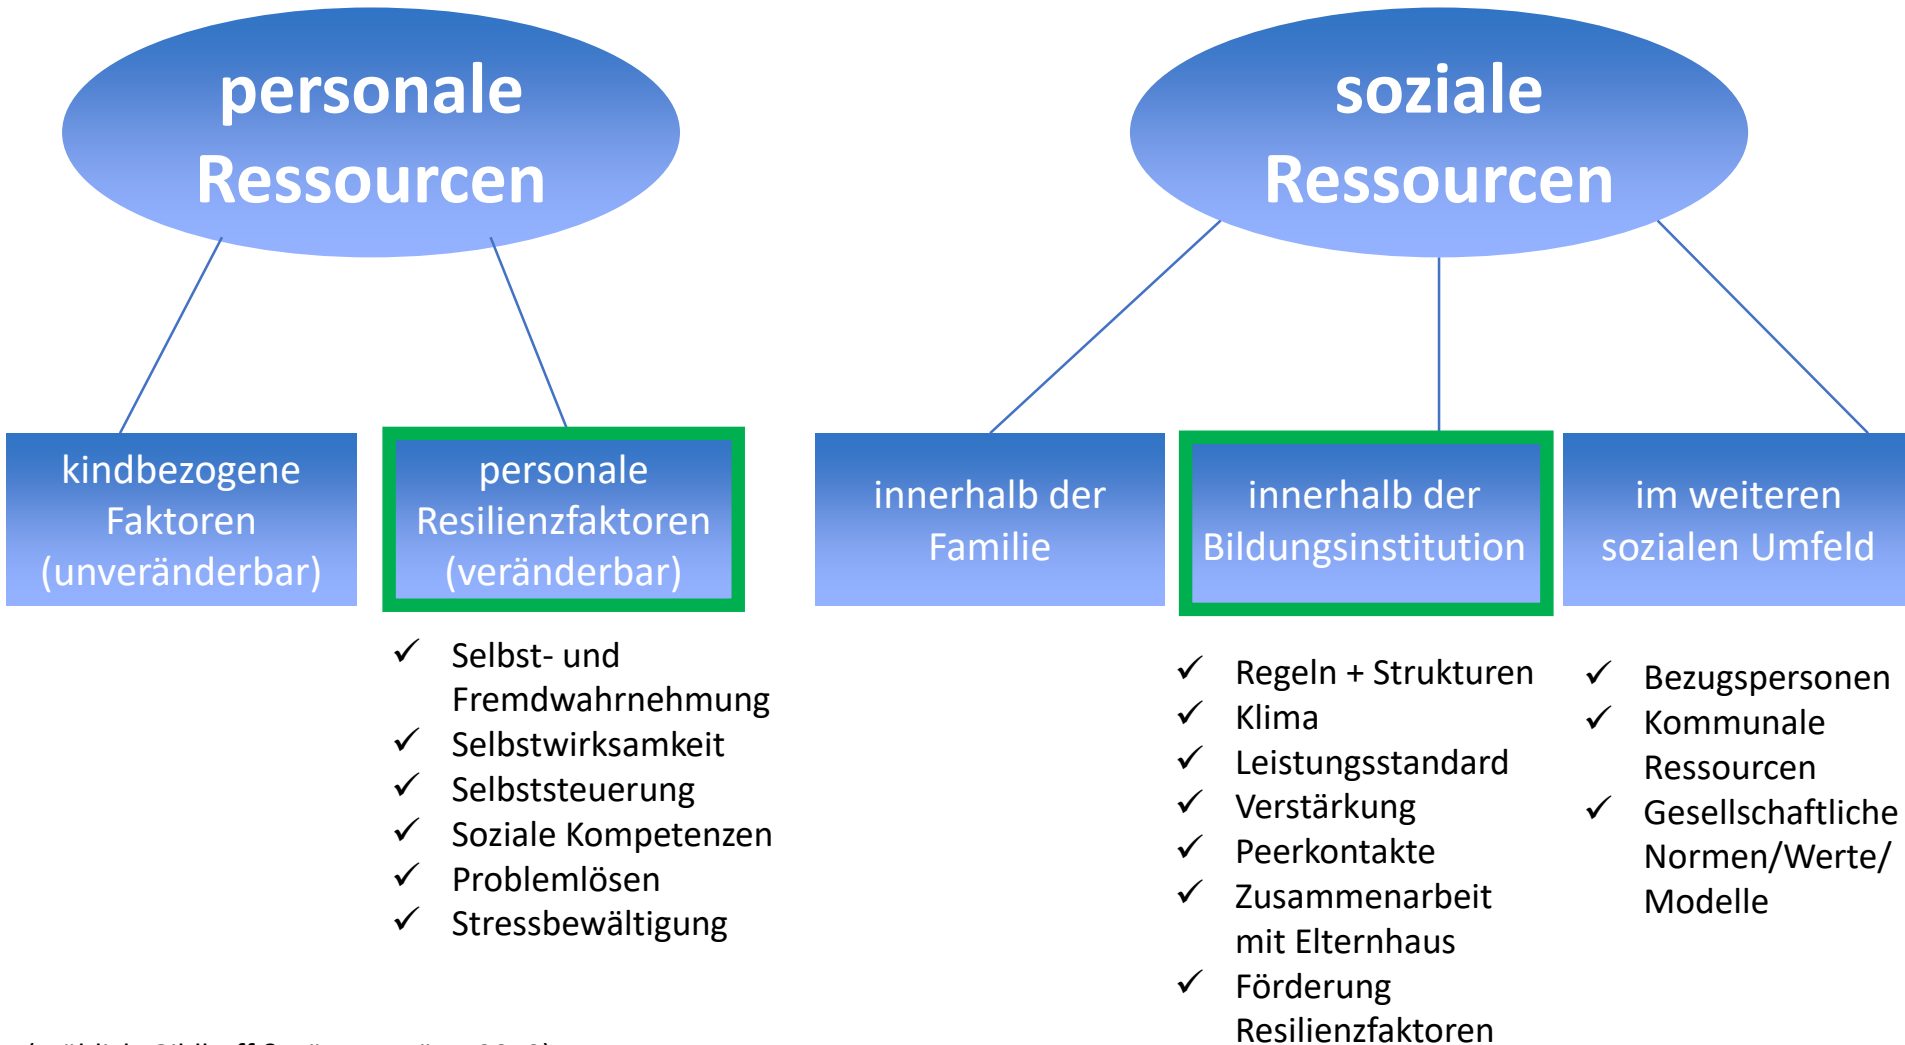 personale
Ressourcen
soziale
Ressourcen
kindbezogene
Faktoren
(unveränderbar)
personale
Resilienzfaktoren
(veränderbar)
innerhalb der
Familie
innerhalb der
Bildungsinstitution
im weiteren
sozialen Umfeld
✓ Selbst- und
Fremdwahrnehmung
✓ Selbstwirksamkeit
✓ Selbststeuerung
✓ Soziale Kompetenzen
✓ Problemlösen
✓ Stressbewältigung
✓ Regeln + Strukturen
✓ Klima
✓ Leistungsstandard
✓ Verstärkung
✓ Peerkontakte
✓ Zusammenarbeit
mit Elternhaus
✓ Förderung
Resilienzfaktoren
✓ Bezugspersonen
✓ Kommunale
Ressourcen
✓ Gesellschaftliche
Normen/Werte/
Modelle